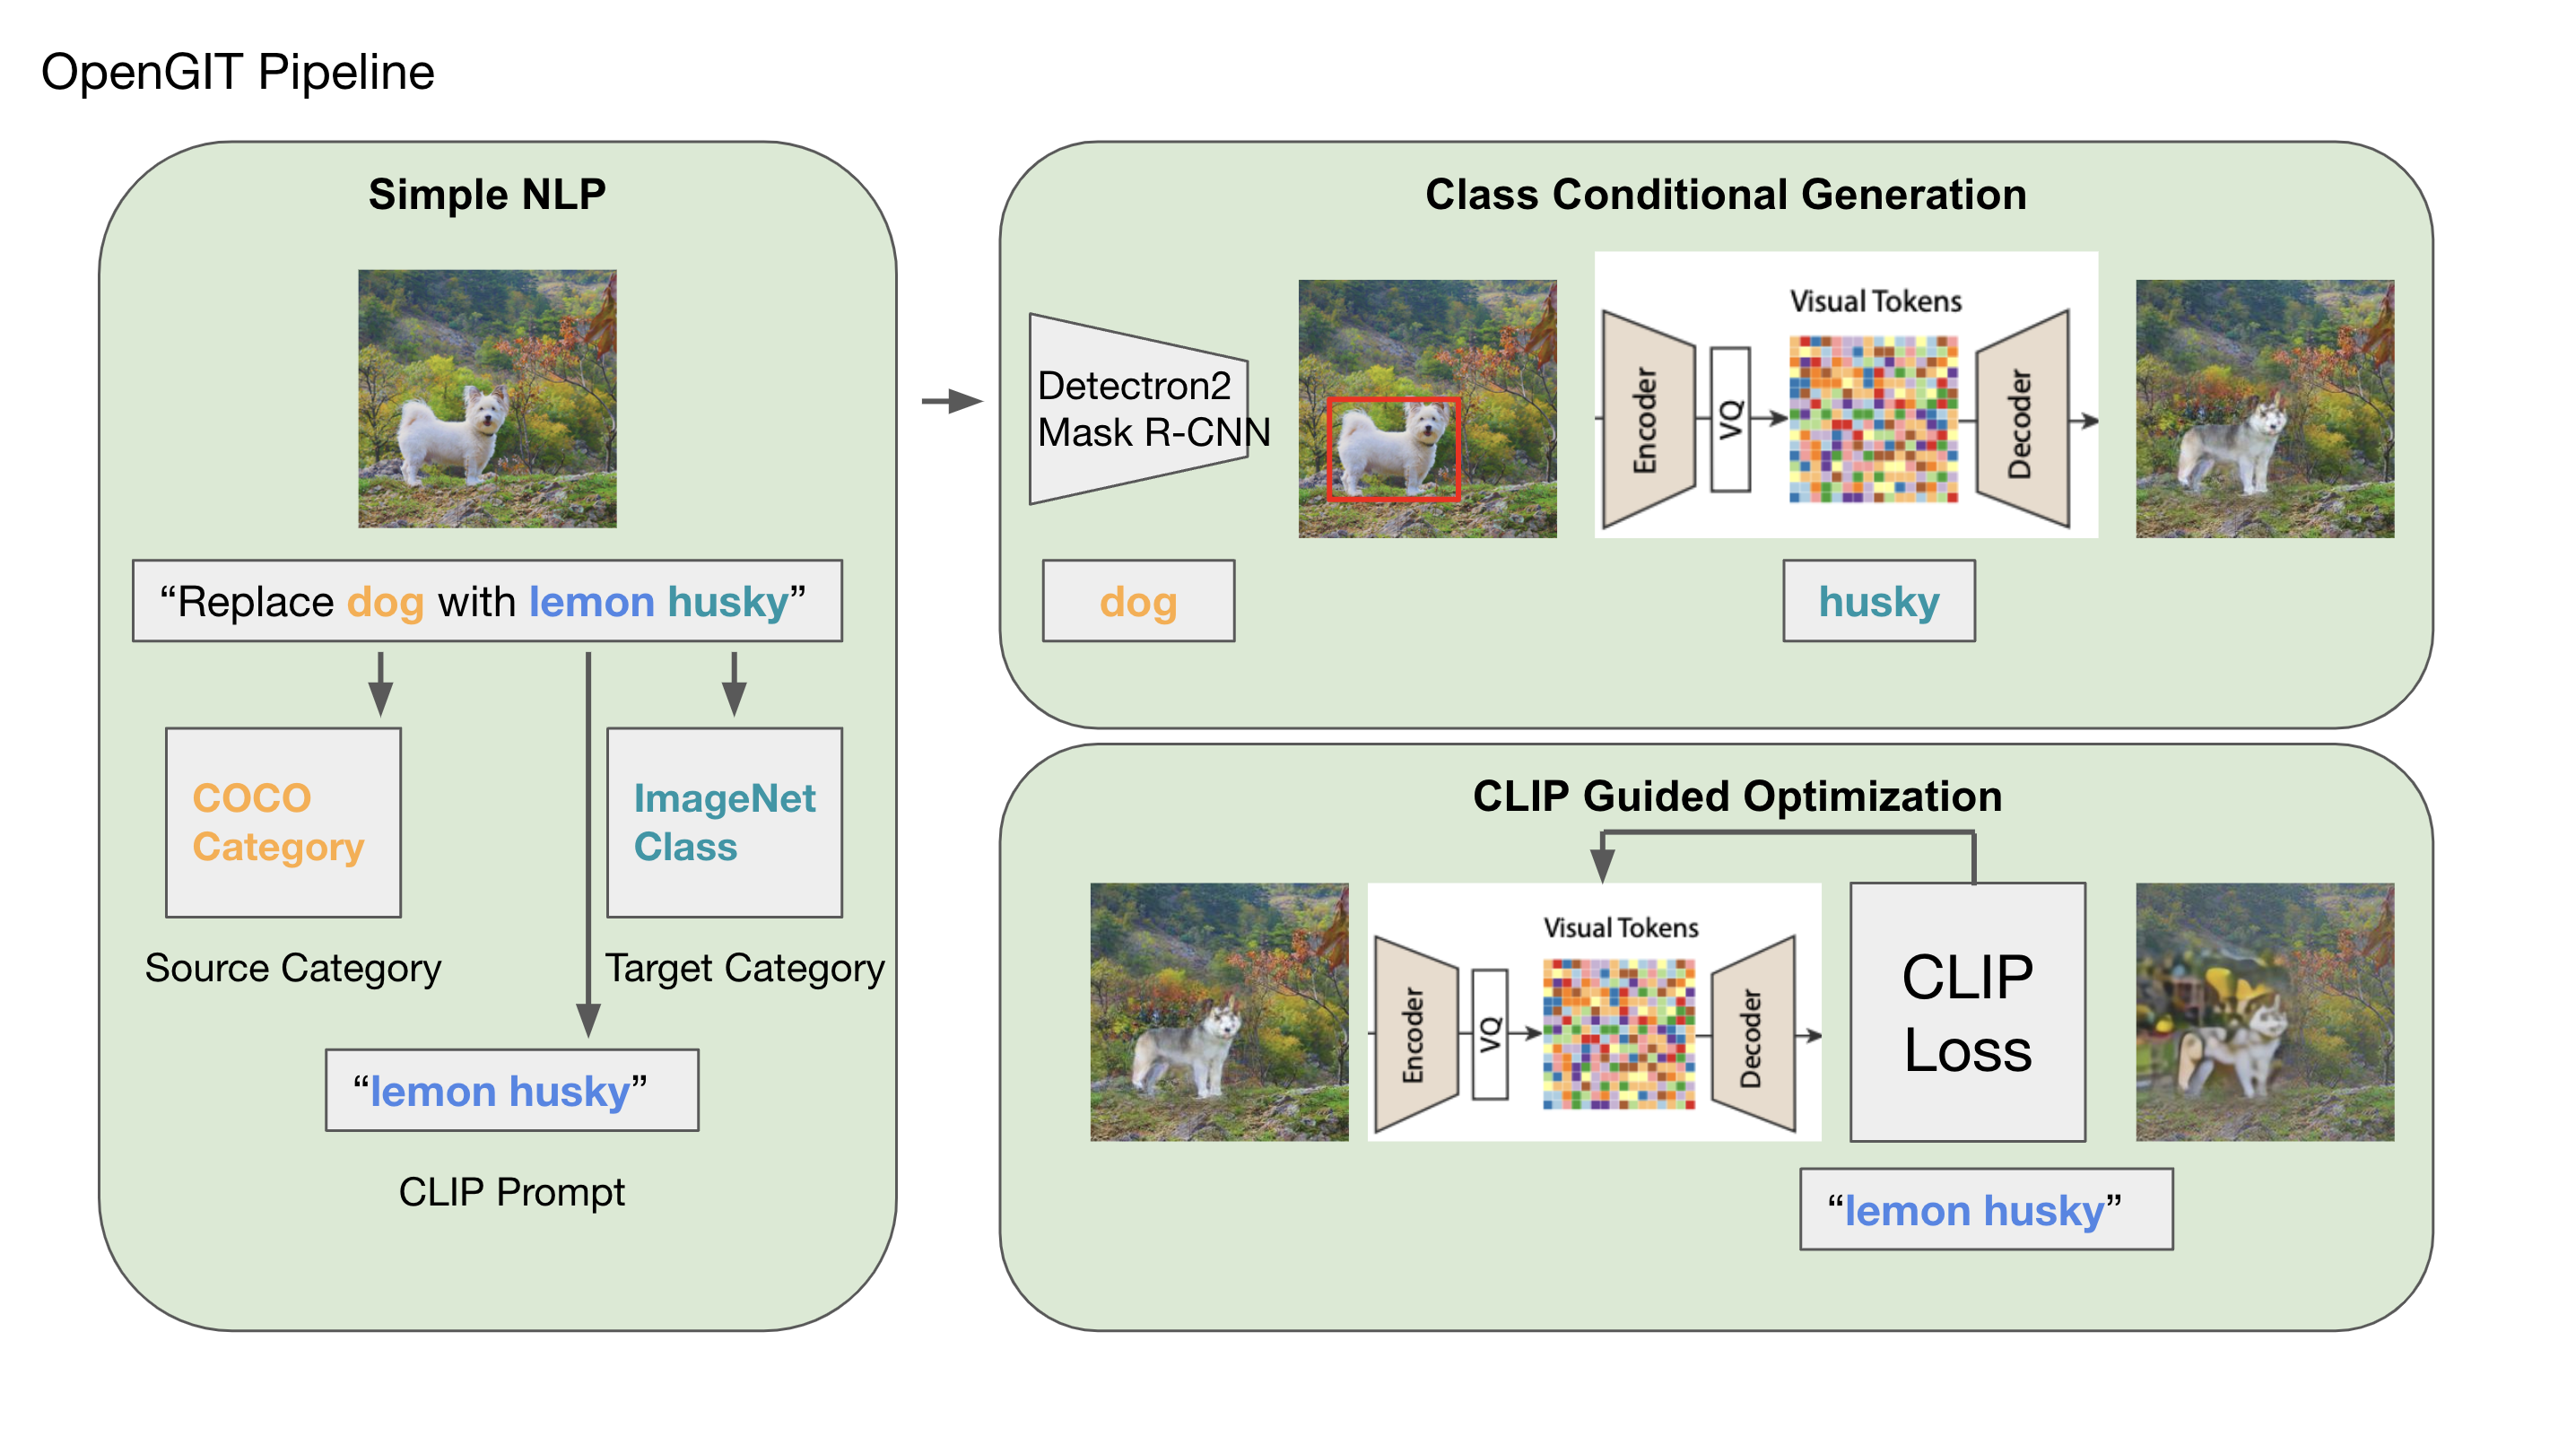 OpenGIT Pipeline
Simple NLP
“Replace dog with lemon husky”
COCO
Category
ImageNet
Class
Source Category
Target Category
“lemon husky”
CLIP Prompt
Class Conditional Generation
Detectron2
Mask R-CNN
Encoder
VQ
Visual Tokens
Decoder
dog
husky
CLIP Guided Optimization
Encoder
VQ
Visual Tokens
Decoder
CLIP
Loss
“lemon husky”